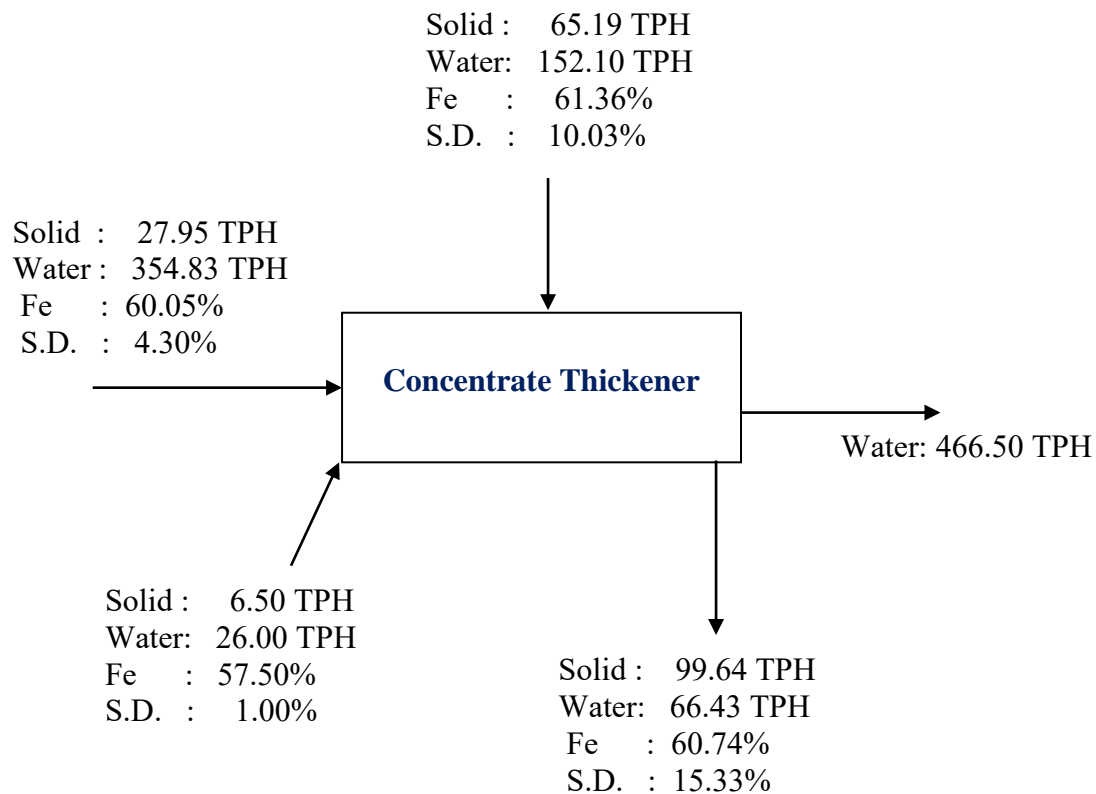 Solid : 65.19 TPH
Water: 152.10 TPH
Fe : 61.36%
S.D. : 10.03%
Solid : 27.95 TPH
Water : 354.83 TPH
Fe : 60.05%
S.D. : 4.30%
Concentrate Thickener
Water: 466.50 TPH
Solid : 6.50 TPH
Water: 26.00 TPH
Fe : 57.50%
S.D. : 1.00%
Solid : 99.64 TPH
Water: 66.43 TPH
Fe : 60.74%
S.D. : 15.33%